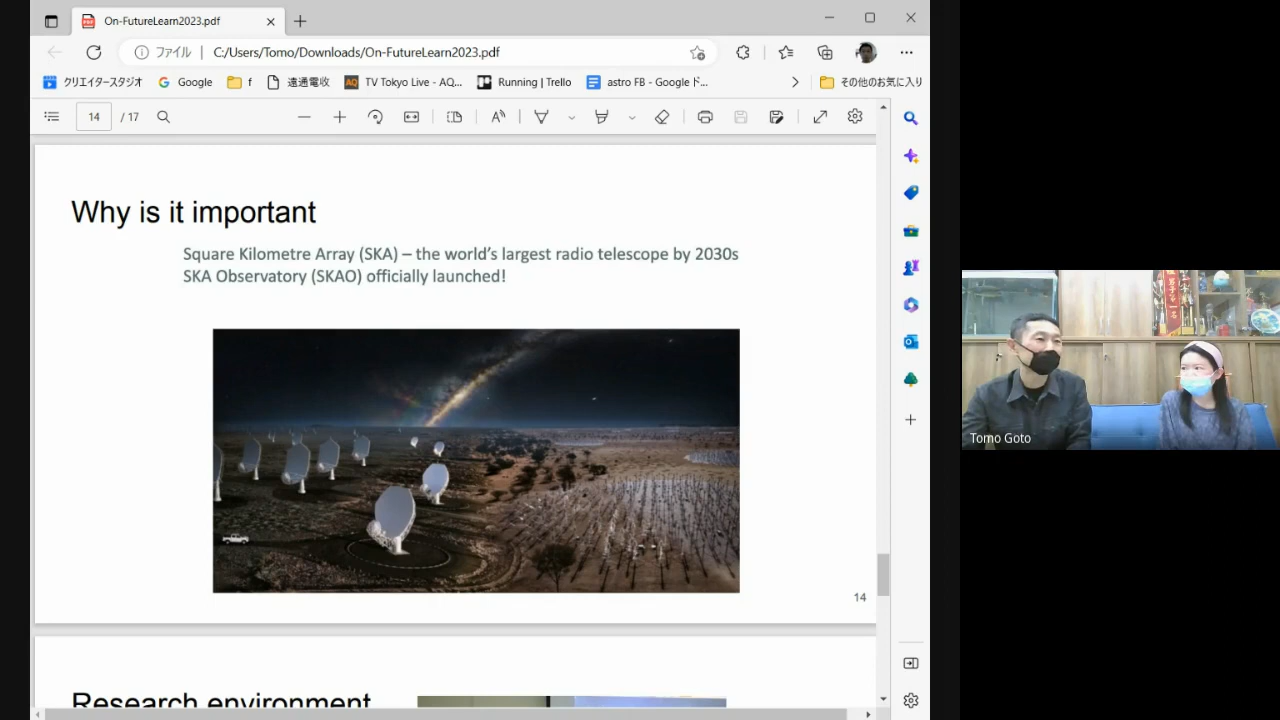 On-FutureLearn2023.pdf
ファイル
C:/Users/Tomo/Downloads/On-FutureLearn2023.pdf
クリエイタースタジオ
Google
f
遠通電収
TV Tokyo Live - AQ...
Running | Trello
astro FB - Google ド...
その他のお気に入り
14 / 17
Why is it important
Square Kilometre Array (SKA) – the world's largest radio telescope by 2030s
SKA Observatory (SKAO) officially launched!
14
Research environment
Tomo Goto